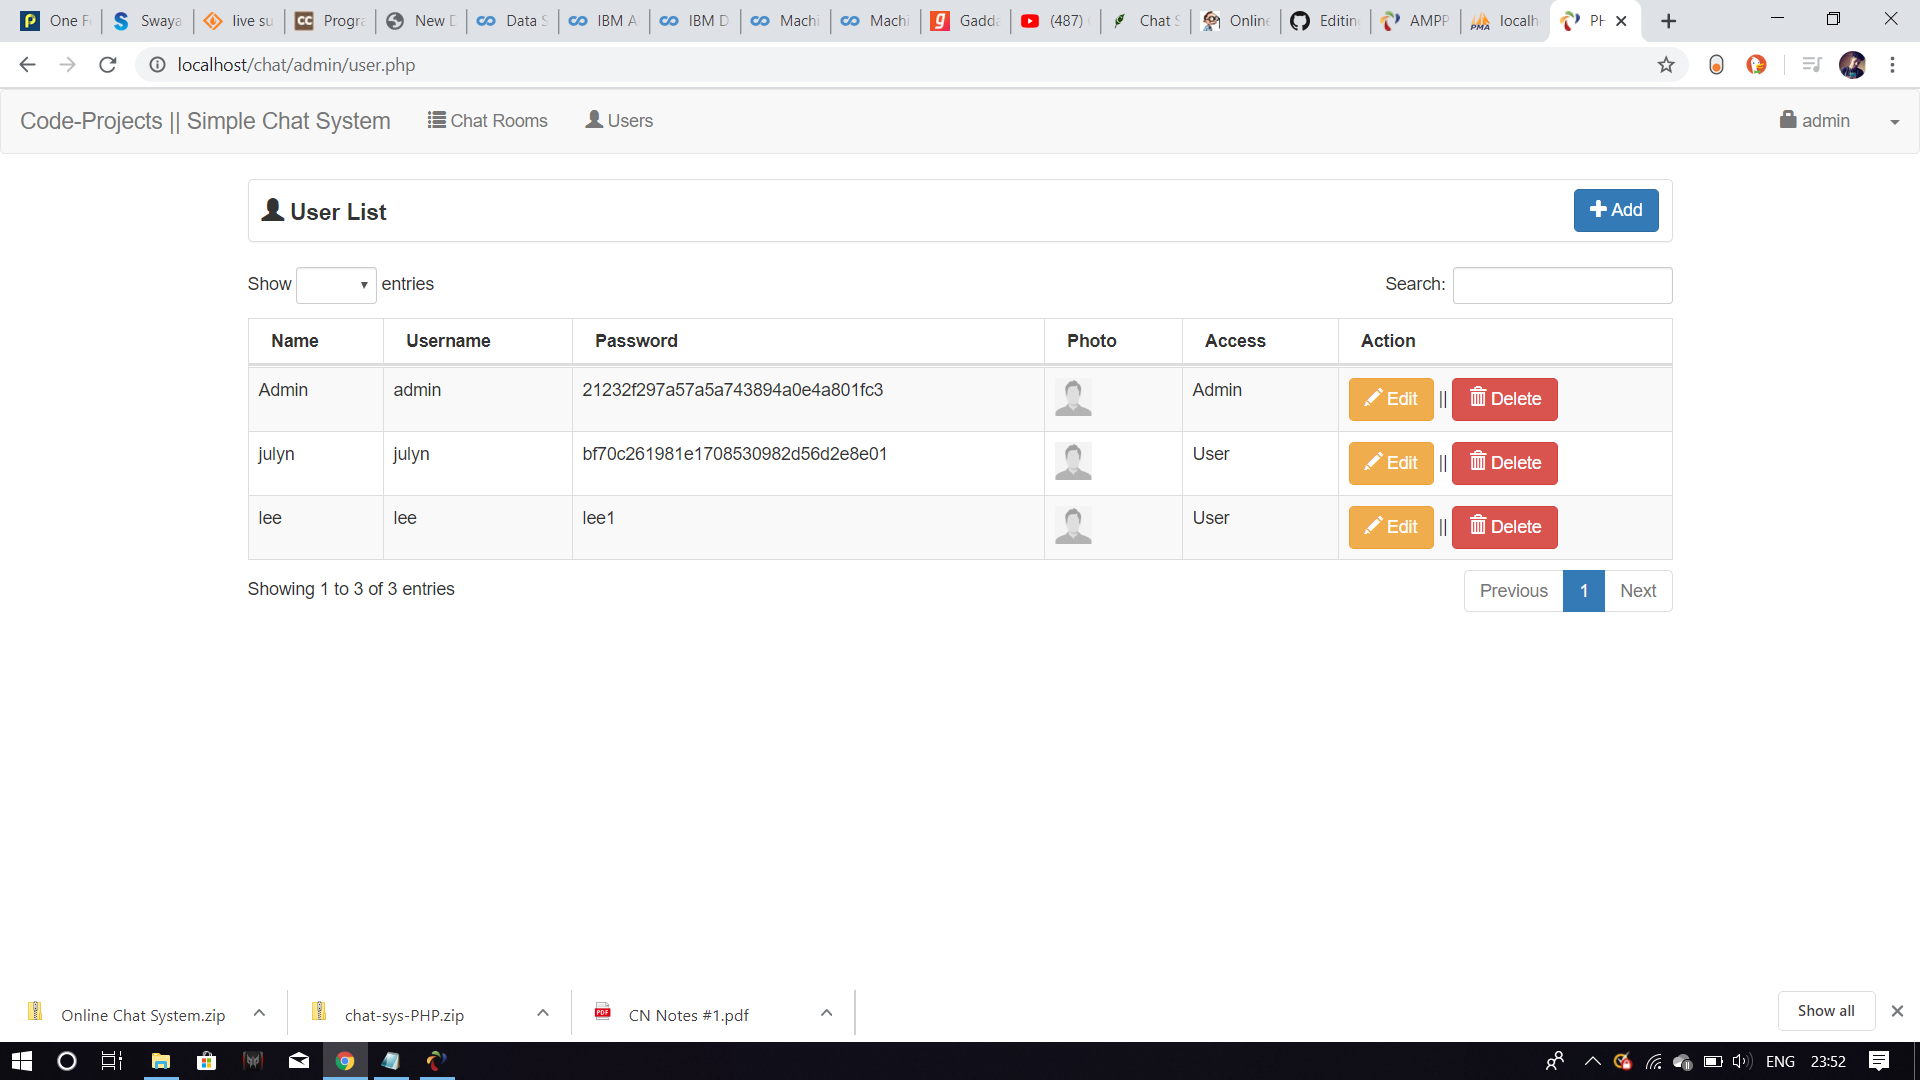 One F
Swaya
live su
Progra
New D
Data S
IBM A
IBM D
Machi
Machi
Gadda
(487)
Chat S
Online
Editing
AMPP
localh
PH
localhost/chat/admin/user.php
Code-Projects || Simple Chat System
Chat Rooms
Users
admin
User List
Add
Show entries
Search:
Name Username Password Photo Access Action
Admin admin 21232f297a57a5a743894a0e4a801fc3 Admin Edit || Delete
julyn julyn bf70c261981e1708530982d56d2e8e01 User Edit || Delete
lee lee lee1 User Edit || Delete
Showing 1 to 3 of 3 entries
Previous 1 Next
Online Chat System.zip
chat-sys-PHP.zip
CN Notes #1.pdf
Show all
ENG
23:52